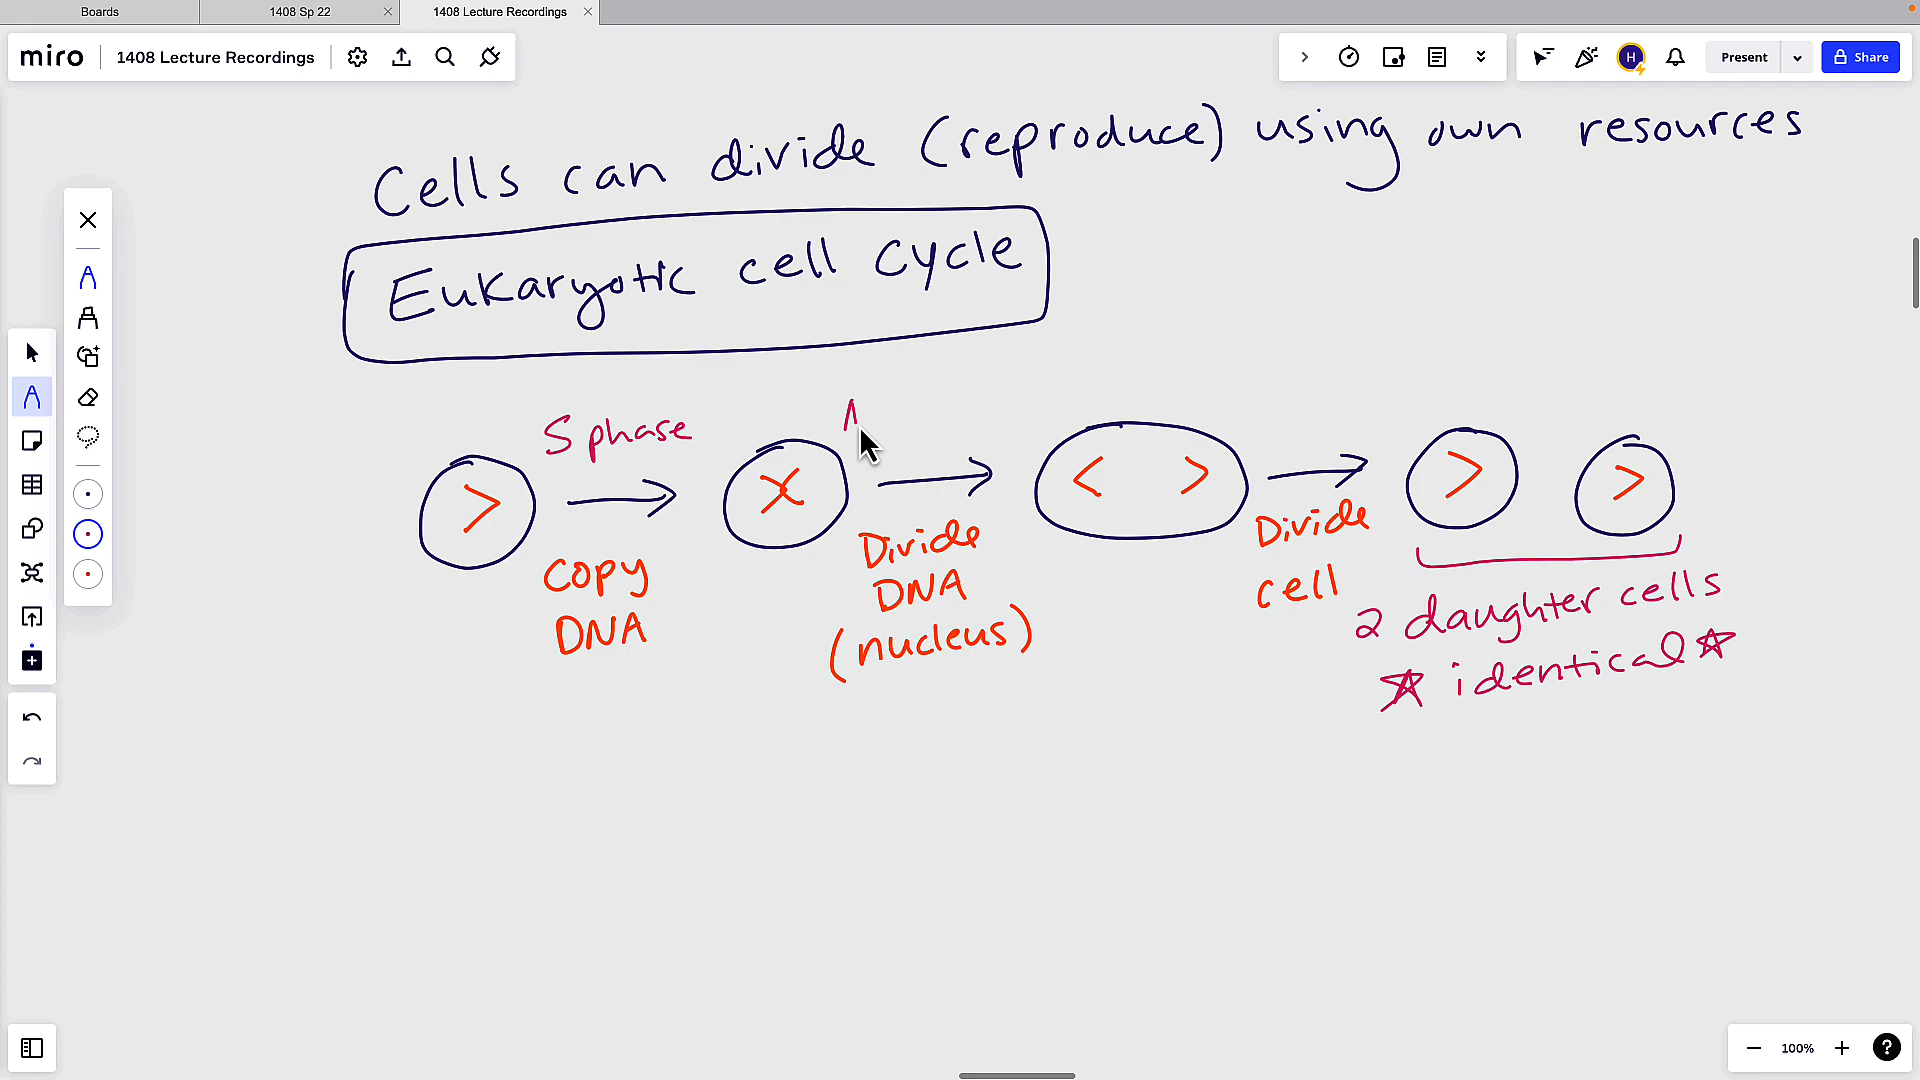 Boards
1408 Sp 22
1408 Lecture Recordings
miro
1408 Lecture Recordings
H
Present
Share
Cells can divide (reproduce) using own resources
Eukaryotic cell cycle
S phase
Copy
DNA
Divide
DNA
(nucleus)
Divide
cell
2 daughter cells
identical
100%
?